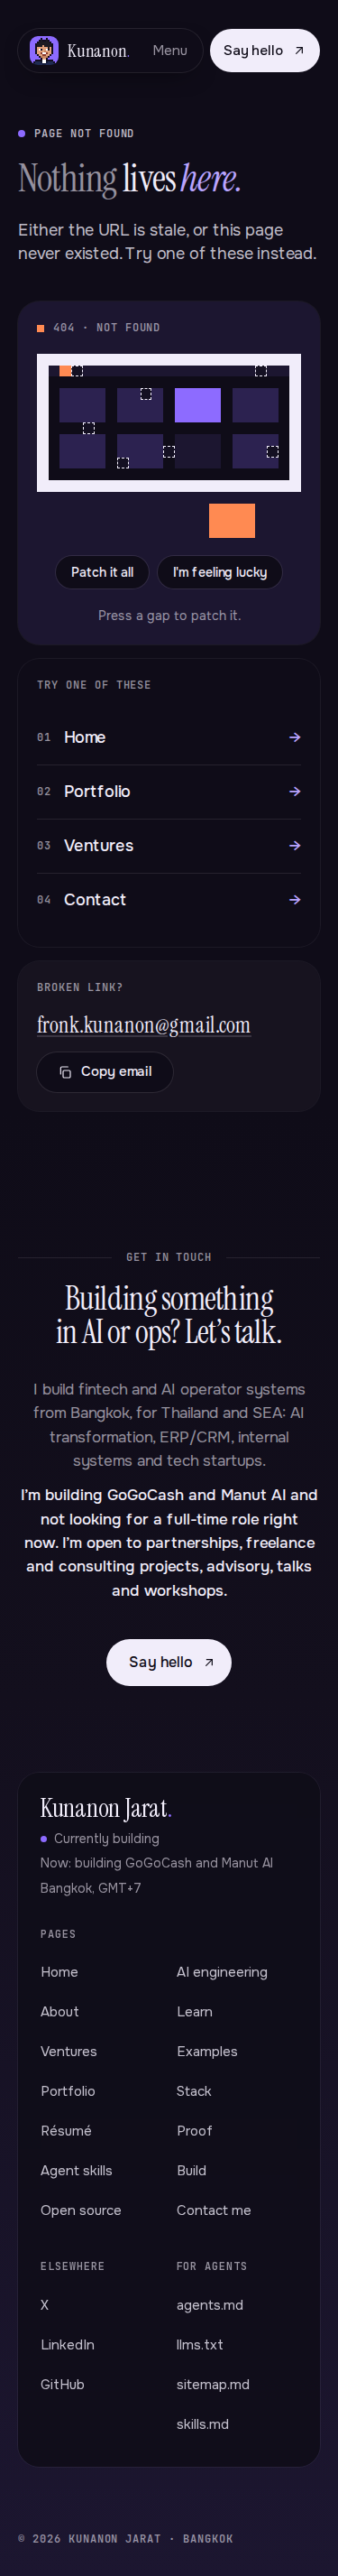 Kunanon.
Menu
Say hello
PAGE NOT FOUND
Nothing lives here.
Either the URL is stale, or this page
never existed. Try one of these instead.
404 · NOT FOUND
Patch it all
I'm feeling lucky
Press a gap to patch it.
TRY ONE OF THESE
01 Home
02 Portfolio
03 Ventures
04 Contact
BROKEN LINK?
fronk.kunanon@gmail.com
Copy email
GET IN TOUCH
Building something
in AI or ops? Let's talk.
I build fintech and AI operator systems
from Bangkok, for Thailand and SEA: AI
transformation, ERP/CRM, internal
systems and tech startups.
I'm building GoGoCash and Manut AI and
not looking for a full-time role right
now. I'm open to partnerships, freelance
and consulting projects, advisory, talks
and workshops.
Say hello
Kunanon Jarat.
Currently building
Now: building GoGoCash and Manut AI
Bangkok, GMT+7
PAGES
Home
AI engineering
About
Learn
Ventures
Examples
Portfolio
Stack
Résumé
Proof
Agent skills
Build
Open source
Contact me
ELSEWHERE
FOR AGENTS
X
agents.md
LinkedIn
llms.txt
GitHub
sitemap.md
skills.md
© 2026 KUNANON JARAT · BANGKOK